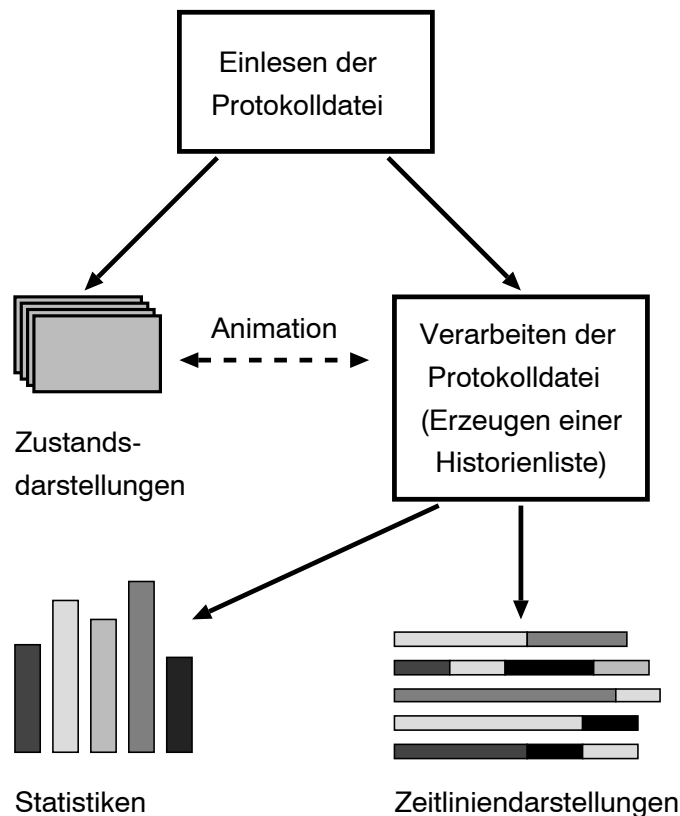 Einlesen der
Protokolldatei
Animation
Verarbeiten der
Protokolldatei
(Erzeugen einer
Historienliste)
Zustands-
darstellungen
Statistiken
Zeitliniendarstellungen